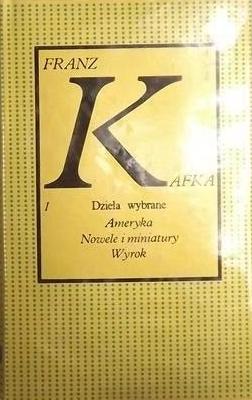 FRANZ
KAFKA
1 Dzieła wybrane
Ameryka
Nowele i miniatury
Wyrok